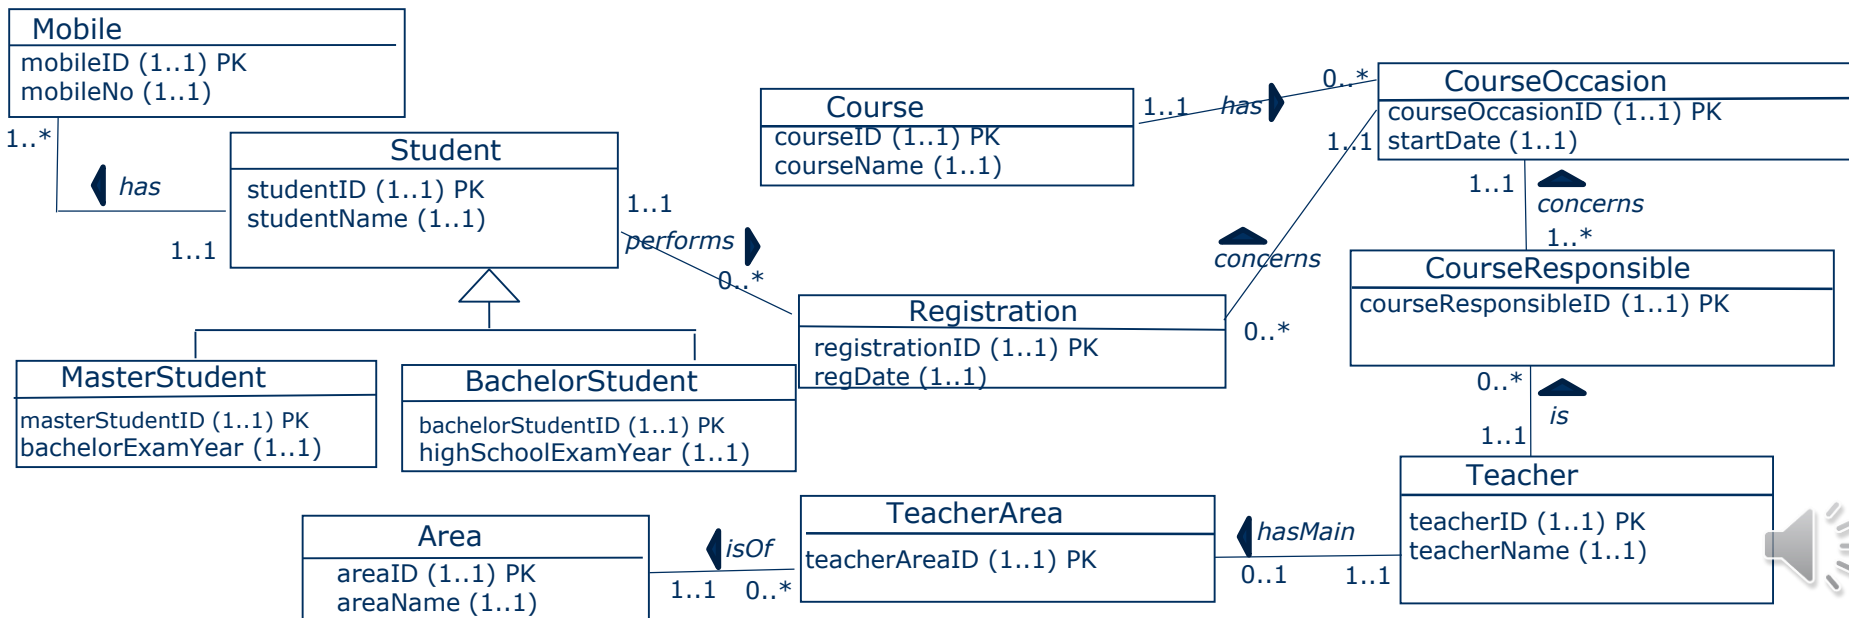 Mobile
mobileID (1..1) PK
mobileNo (1..1)
1..*
has
1..1
Student
studentID (1..1) PK
studentName (1..1)
1..1
performs
0..*
Course
courseID (1..1) PK
courseName (1..1)
1..1
has
0..*
CourseOccasion
courseOccasionID (1..1) PK
startDate (1..1)
1..1
concerns
0..*
1..1
concerns
1..*
CourseResponsible
courseResponsibleID (1..1) PK
Registration
registrationID (1..1) PK
regDate (1..1)
MasterStudent
masterStudentID (1..1) PK
bachelorExamYear (1..1)
BachelorStudent
bachelorStudentID (1..1) PK
highSchoolExamYear (1..1)
0..*
is
1..1
Teacher
teacherID (1..1) PK
teacherName (1..1)
hasMain
0..1
1..1
TeacherArea
teacherAreaID (1..1) PK
isOf
1..1
0..*
Area
areaID (1..1) PK
areaName (1..1)